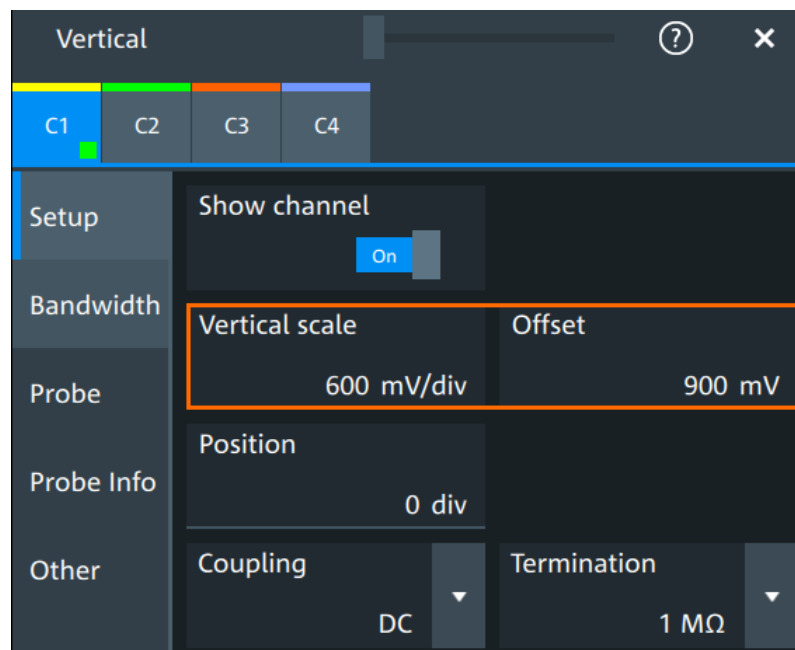 Vertical ? ×
C1 C2 C3 C4
Setup
Bandwidth
Probe
Probe Info
Other
Show channel
On
Vertical scale
600 mV/div
Offset
900 mV
Position
0 div
Coupling
DC
Termination
1 MΩ